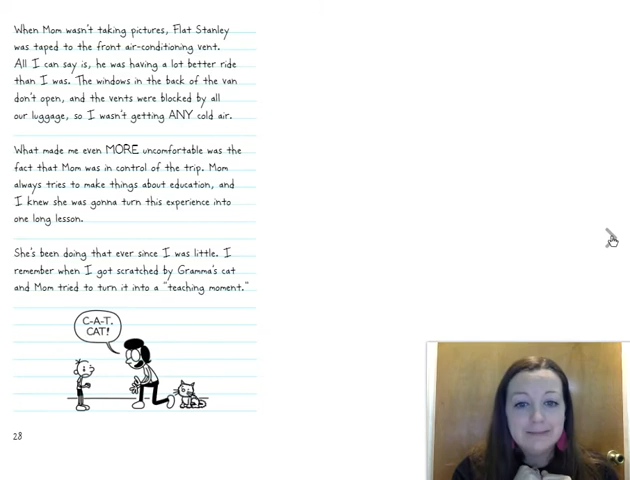 When Mom wasn't taking pictures, Flat Stanley
was taped to the front air-conditioning vent.
All I can say is, he was having a lot better ride
than I was. The windows in the back of the van
don't open, and the vents were blocked by all
our luggage, so I wasn't getting ANY cold air.
What made me even MORE uncomfortable was the
fact that Mom was in control of the trip. Mom
always tries to make things about education, and
I knew she was gonna turn this experience into
one long lesson.
She's been doing that ever since I was little. I
remember when I got scratched by Gramma's cat
and Mom tried to turn it into a "teaching moment."
C-A-T.
CAT!
28